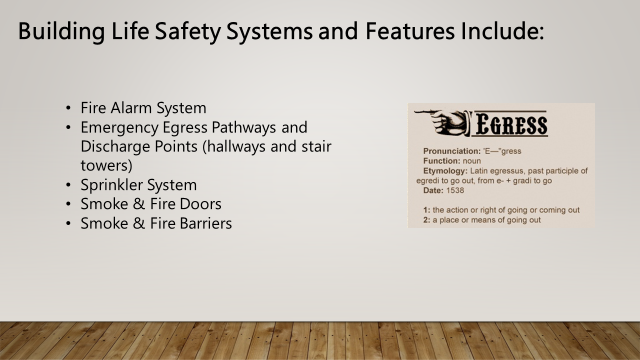 Building Life Safety Systems and Features Include:
• Fire Alarm System
• Emergency Egress Pathways and
Discharge Points (hallways and stair
towers)
• Sprinkler System
• Smoke & Fire Doors
• Smoke & Fire Barriers
EGRESS
Pronunciation: 'E—"gress
Function: noun
Etymology: Latin egressus, past participle of
egredi to go out, from e- + gradi to go
Date: 1538
1: the action or right of going or coming out
2: a place or means of going out